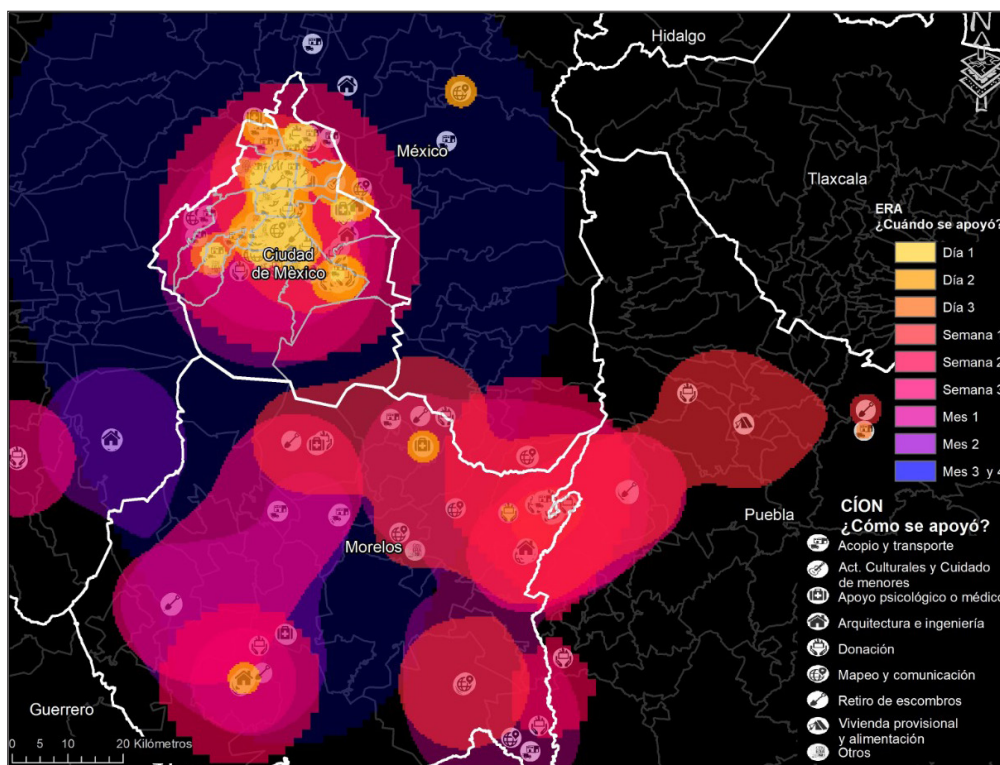 Hidalgo
N
México
Tlaxcala
ERA
¿Cuándo se apoyó?
Día 1
Día 2
Día 3
Semana 1
Semana 2
Semana 3
Mes 1
Mes 2
Mes 3 y 4
Ciudad
de México
Puebla
Morelos
Guerrero
CÍON
¿Cómo se apoyó?
Acopio y transporte
Act. Culturales y Cuidado
de menores
Apoyo psicológico o médico
Arquitectura e ingeniería
Donación
Mapeo y comunicación
Retiro de escombros
Vivienda provisional
y alimentación
Otros
0 5 10 20 Kilómetros